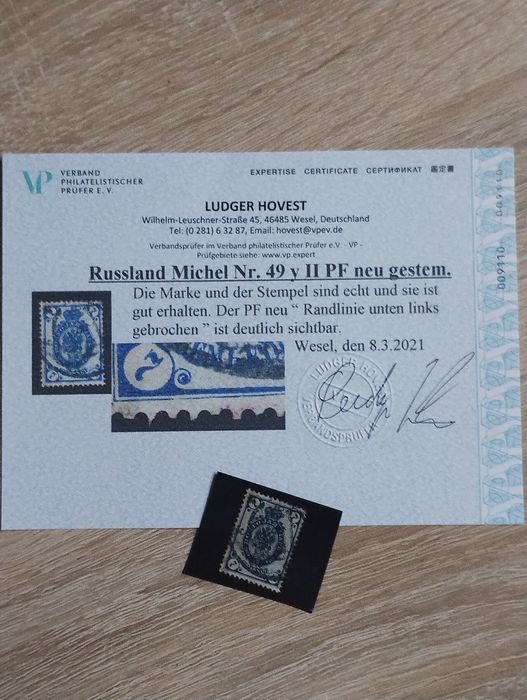 VP VERBAND
PHILATELISTISCHER
PRÜFER E. V.
EXPERTISE CERTIFICATE СЕРТИФИКАТ 鑑定書
LUDGER HOVEST
Wilhelm-Leuschner-Straße 45, 46485 Wesel, Deutschland
Tel: (0 281) 6 32 87, Email: hovest@vpev.de
Verbandsprüfer im Verband philatelistischer Prüfer e.V. - VP -
Prüfgebiete siehe: www.vp.expert
Russland Michel Nr. 49 y II PF neu gestem.
Die Marke und der Stempel sind echt und sie ist
gut erhalten. Der PF neu “ Randlinie unten links
gebrochen ” ist deutlich sichtbar.
Wesel, den 8.3.2021
LUDGER HOVEST
VERBANDSPRÜFER
009110
009110
7